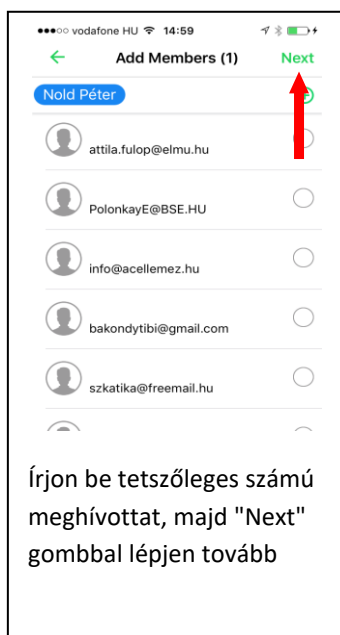 vodafone HU 14:59
Add Members (1) Next
Nold Péter
attila.fulop@elmu.hu
PolonkayE@BSE.HU
info@acellemez.hu
bakondytibi@gmail.com
szkatika@freemail.hu
Írjon be tetszőleges számú
meghívottat, majd "Next"
gombbal lépjen tovább